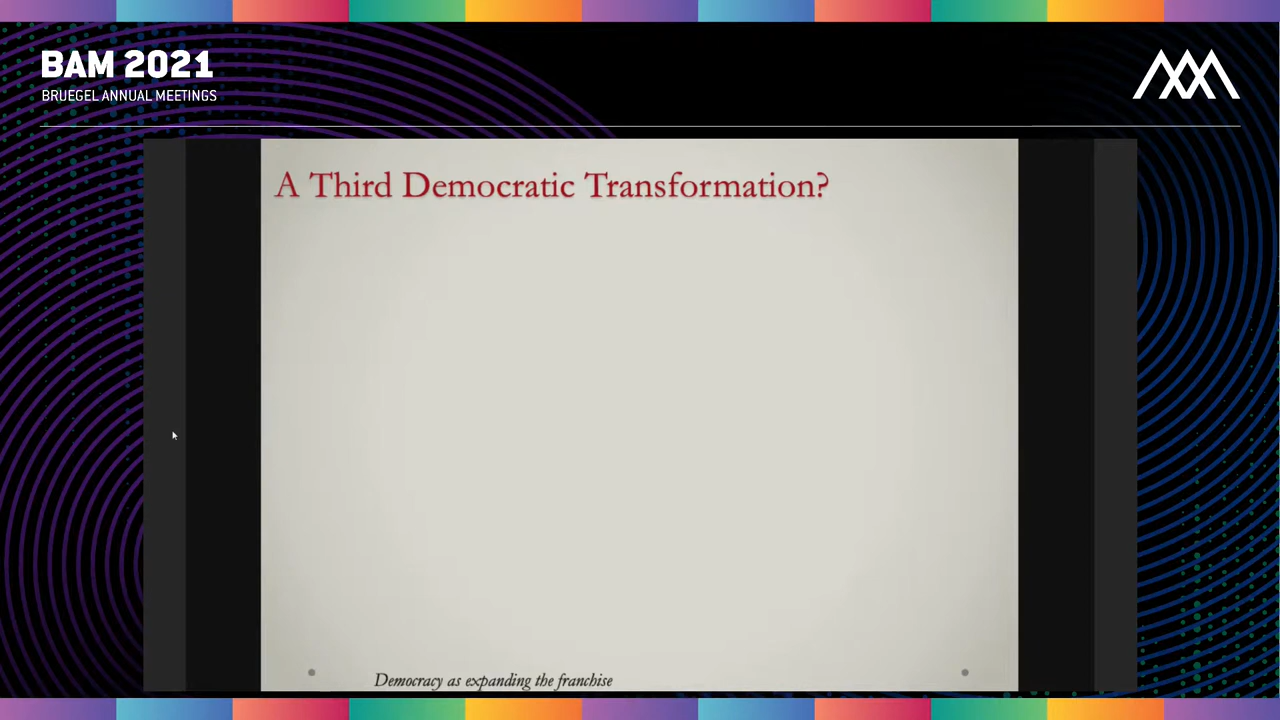 BAM 2021
BRUEGEL ANNUAL MEETINGS
A Third Democratic Transformation?
Democracy as expanding the franchise